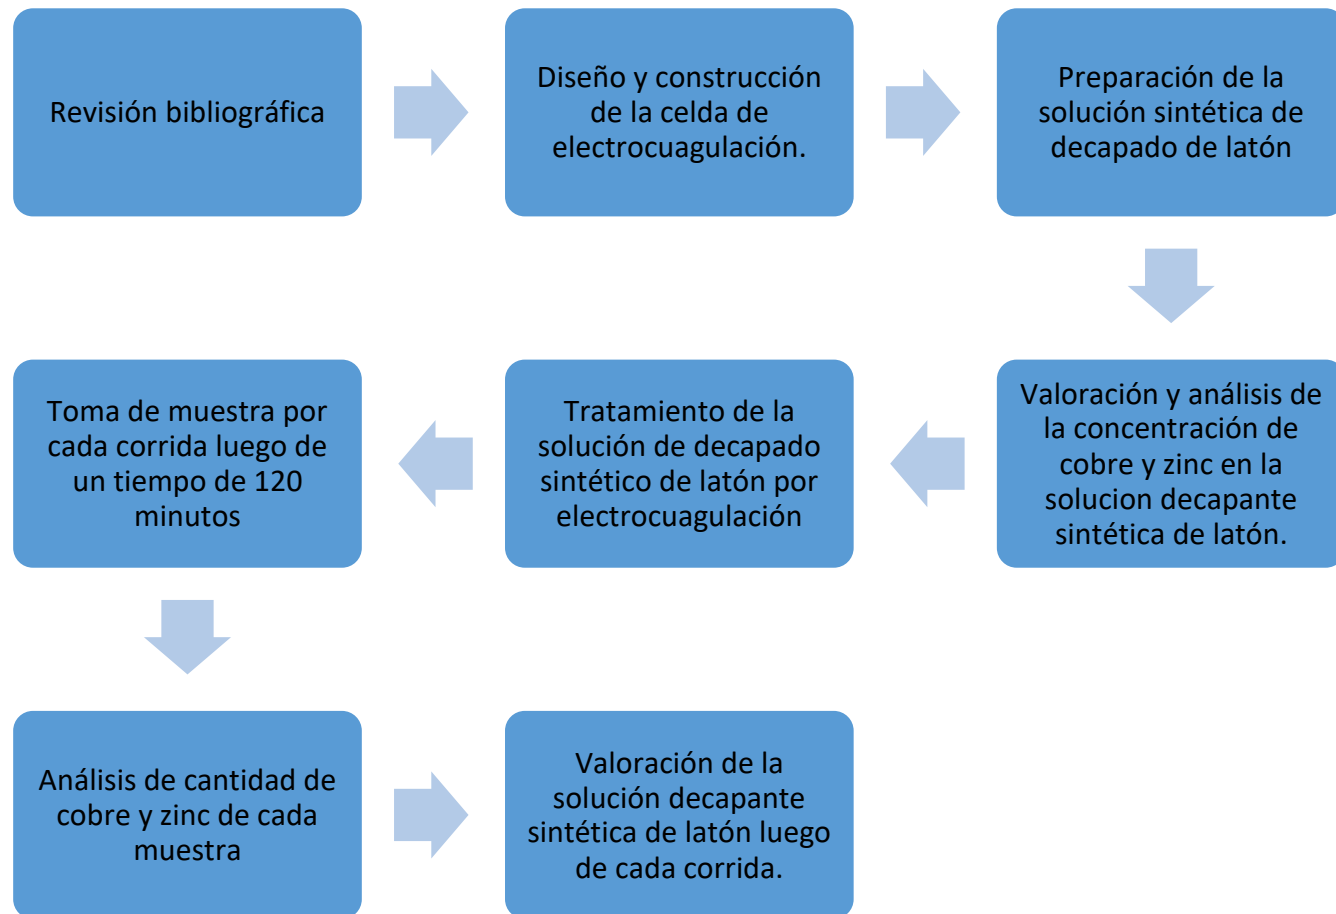 Revisión bibliográfica
Diseño y construcción
de la celda de
electrocuagulación.
Preparación de la
solución sintética de
decapado de latón
Valoración y análisis de
la concentración de
cobre y zinc en la
solucion decapante
sintética de latón.
Tratamiento de la
solución de decapado
sintético de latón por
electrocuagulación
Toma de muestra por
cada corrida luego de
un tiempo de 120
minutos
Análisis de cantidad de
cobre y zinc de cada
muestra
Valoración de la
solución decapante
sintética de latón luego
de cada corrida.